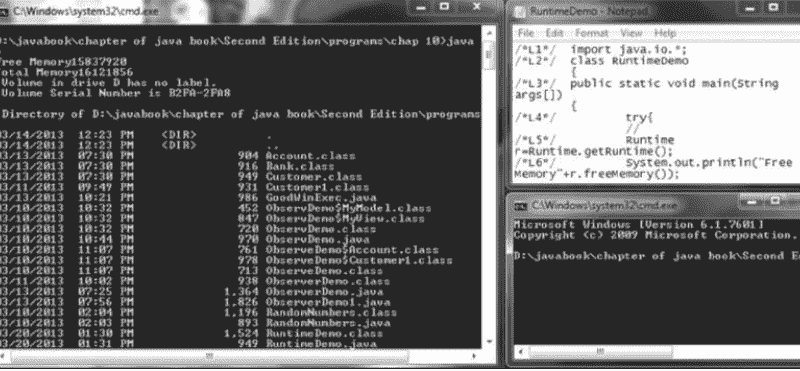 C:\Windows\system32\cmd.exe
D:\javabook\chapter of java book\Second Edition\programs\chap 10>java
Free Memory15837920
Total Memory16121856
Volume in drive D has no label.
Volume Serial Number is B2FA-2FA8
Directory of D:\javabook\chapter of java book\Second Edition\programs
03/14/2013 12:23 PM <DIR> .
03/14/2013 12:23 PM <DIR> ..
03/13/2013 07:30 PM 904 Account.class
03/13/2013 07:30 PM 916 Bank.class
03/13/2013 07:30 PM 949 Customer.class
03/11/2013 09:49 PM 931 Customer1.class
03/13/2013 10:21 PM 986 GoodWinExec.java
03/10/2013 10:32 PM 452 ObservDemo$MyModel.class
03/10/2013 10:32 PM 847 ObservDemo$MyView.class
03/10/2013 10:32 PM 720 ObservDemo.class
03/10/2013 10:44 PM 970 ObservDemo.java
03/10/2013 11:07 PM 761 ObserveDemo$Account.class
03/10/2013 11:07 PM 978 ObserveDemo$Customer1.class
03/10/2013 11:07 PM 713 ObserveDemo.class
03/11/2013 10:02 PM 938 ObserverDemo.class
03/13/2013 07:25 PM 1,364 ObserverDemo.java
03/13/2013 07:56 PM 1,826 ObserverDemo1.java
03/10/2013 02:04 PM 1,196 RandomNumbers.class
03/10/2013 02:03 PM 893 RandomNumbers.java
03/20/2013 01:30 PM 1,524 RuntimeDemo.class
03/20/2013 01:31 PM 949 RuntimeDemo.java
RuntimeDemo - Notepad
File Edit Format View Help
/*L1*/ import java.io.*;
/*L2*/ class RuntimeDemo
{
/*L3*/ public static void main(String
args[])
{
/*L4*/ try{
//
/*L5*/ Runtime
r=Runtime.getRuntime();
/*L6*/ System.out.println("Free
Memory"+r.freeMemory());
C:\Windows\system32\cmd.exe
Microsoft Windows [Version 6.1.7601]
Copyright (c) 2009 Microsoft Corporation.
D:\javabook\chapter of java book\Second Ed